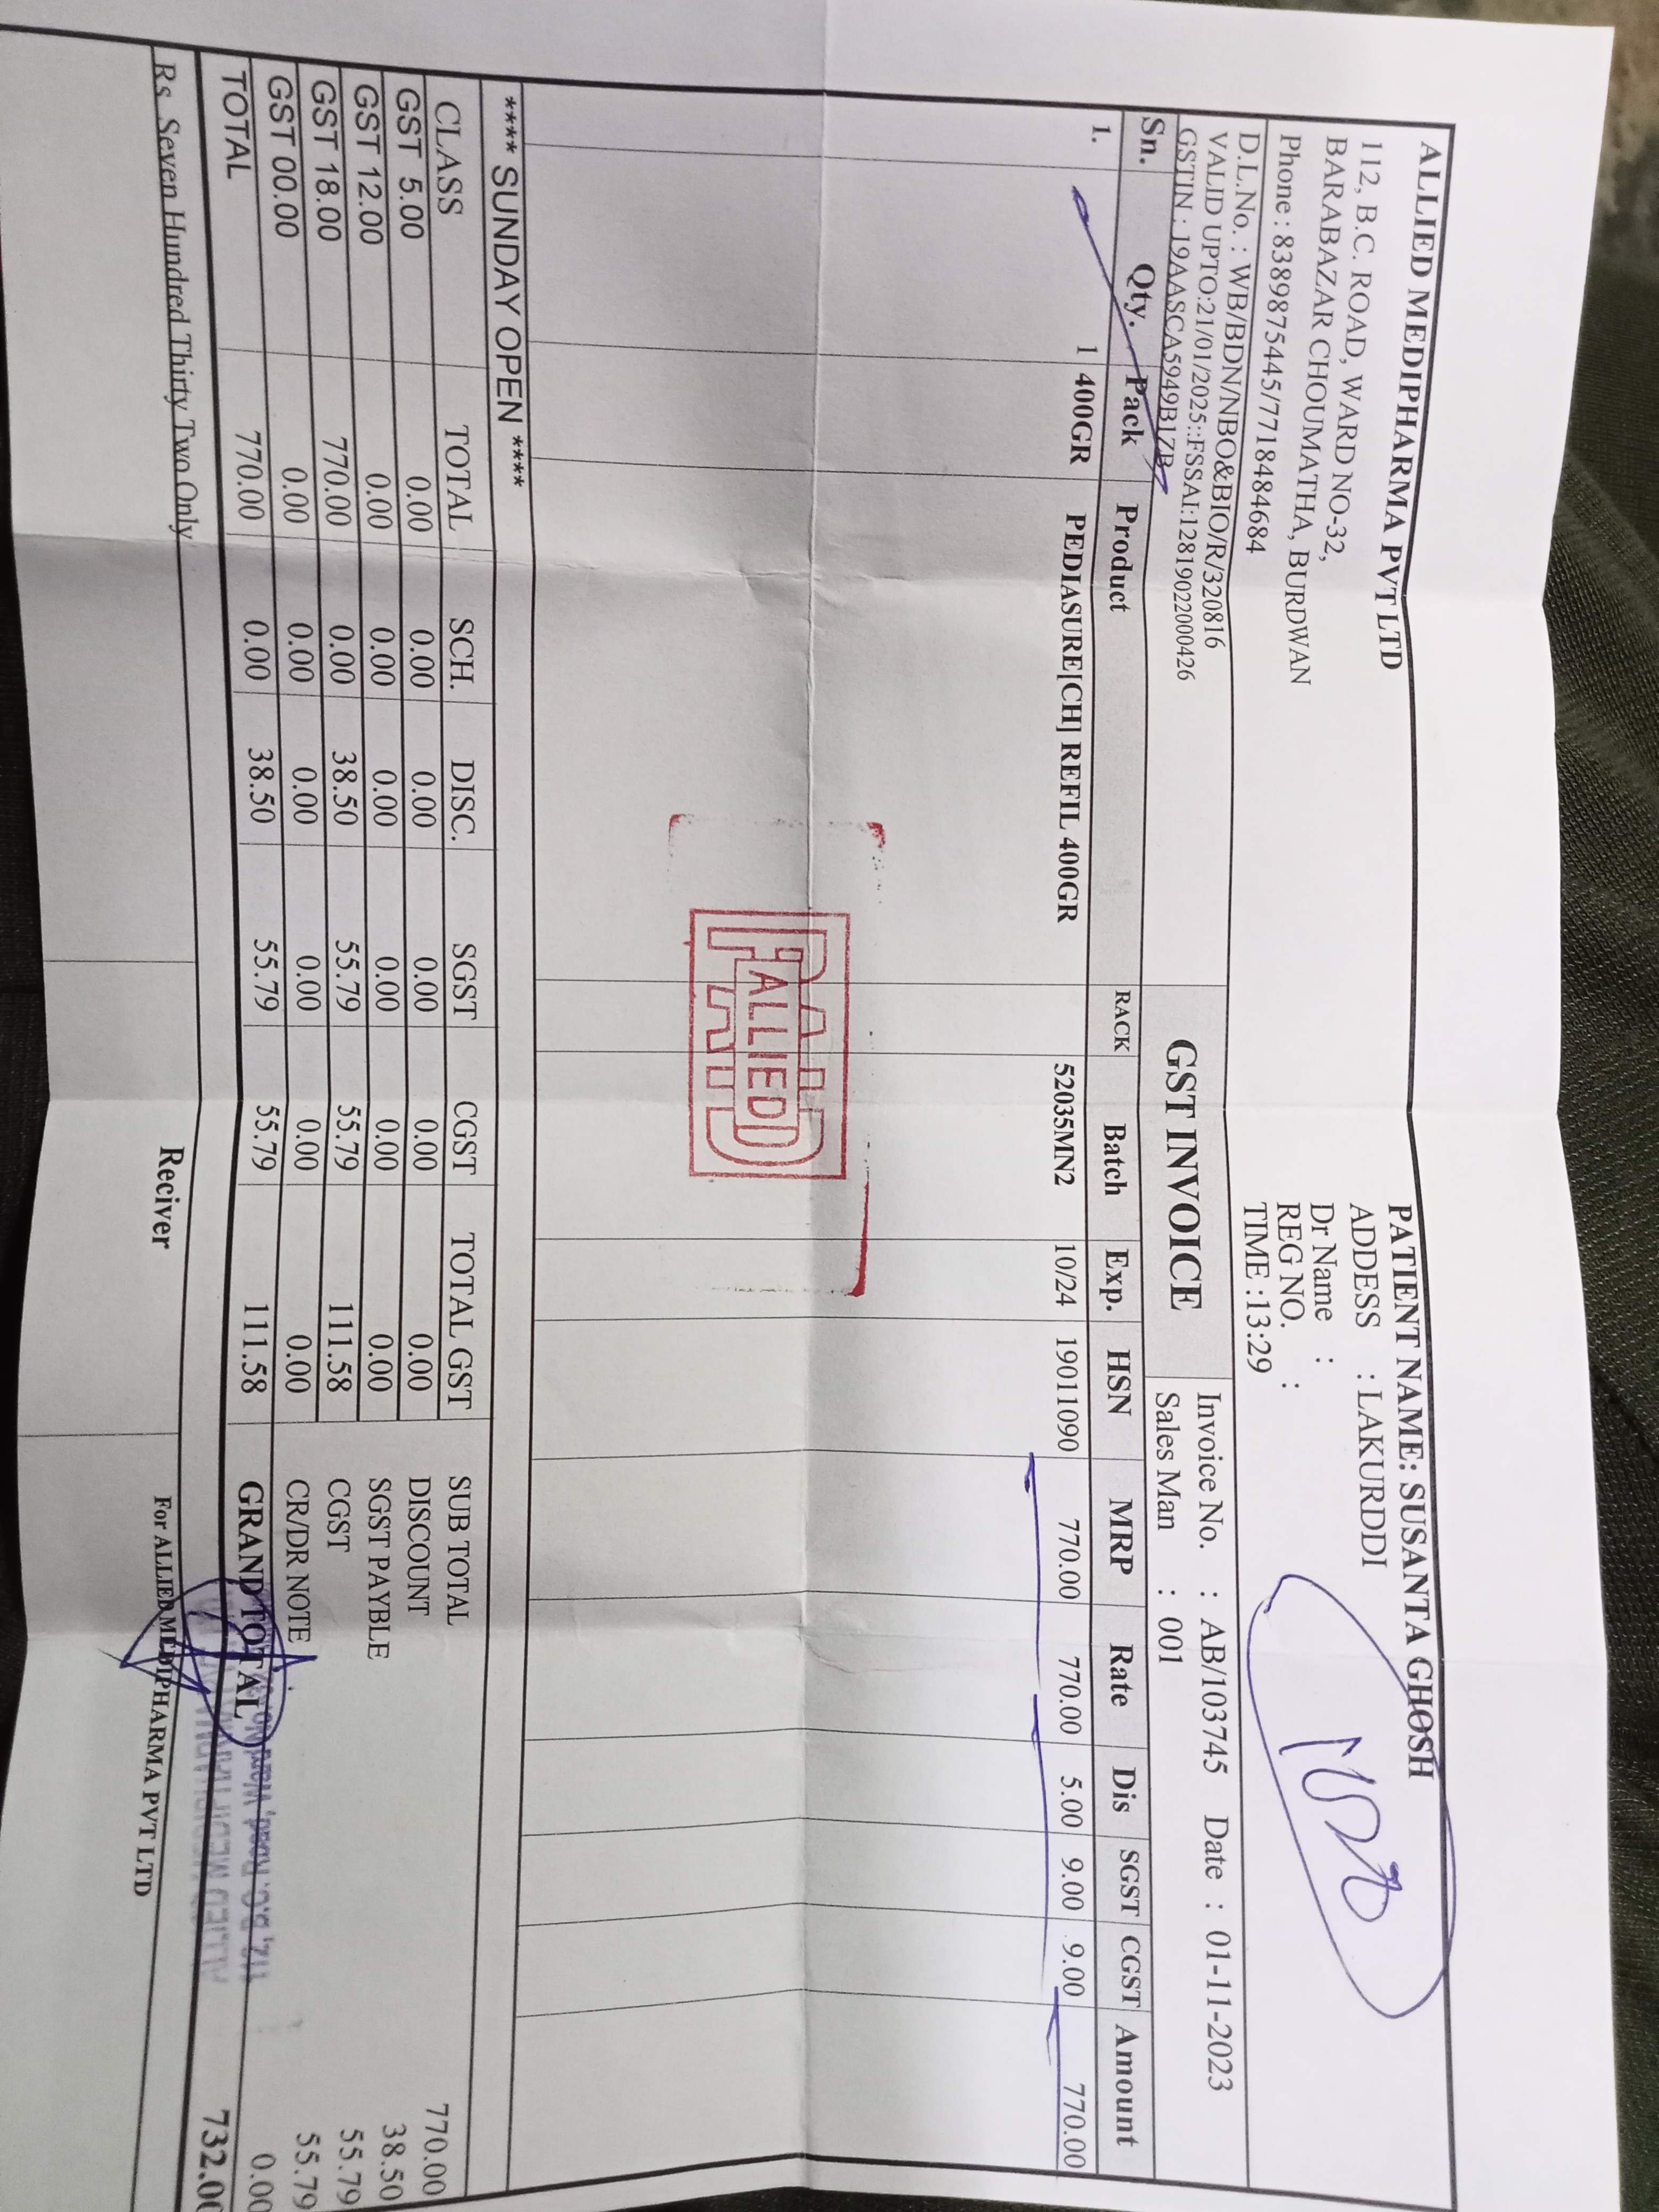 ALLIED MEDIPHARMA PVT LTD
112, B.C. ROAD, WARD NO-32,
BARABAZAR CHOUMATHA, BURDWAN
Phone : 8389875445/7718484684
D.L.No. : WB/BDN/NBO&BIO/R/320816
VALID UPTO:21/01/2025::FSSAI:12819022000426
GSTIN : 19AASCA5949B1ZB
PATIENT NAME: SUSANTA GHOSH
ADDESS : LAKURDDI
Dr Name :
REG NO. :
TIME :13:29
GST INVOICE
Invoice No. : AB/103745 Date : 01-11-2023
Sales Man : 001
Sn. Qty. Pack Product RACK Batch Exp. HSN MRP Rate Dis SGST CGST Amount
1. 1 400GR PEDIASURE[CH] REFIL 400GR 52035MN2 10/24 19011090 770.00 770.00 5.00 9.00 9.00 770.00
PAID
ALLIED
**** SUNDAY OPEN ****
CLASS TOTAL SCH. DISC. SGST CGST TOTAL GST
GST 5.00 0.00 0.00 0.00 0.00 0.00 0.00
GST 12.00 0.00 0.00 0.00 0.00 0.00 0.00
GST 18.00 770.00 0.00 38.50 55.79 55.79 111.58
GST 00.00 0.00 0.00 0.00 0.00 0.00 0.00
TOTAL 770.00 0.00 38.50 55.79 55.79 111.58
SUB TOTAL 770.00
DISCOUNT 38.50
SGST PAYBLE 55.79
CGST 55.79
CR/DR NOTE 0.00
GRAND TOTAL 732.00
Rs. Seven Hundred Thirty Two Only
Reciver
For ALLIED MEDIPHARMA PVT LTD